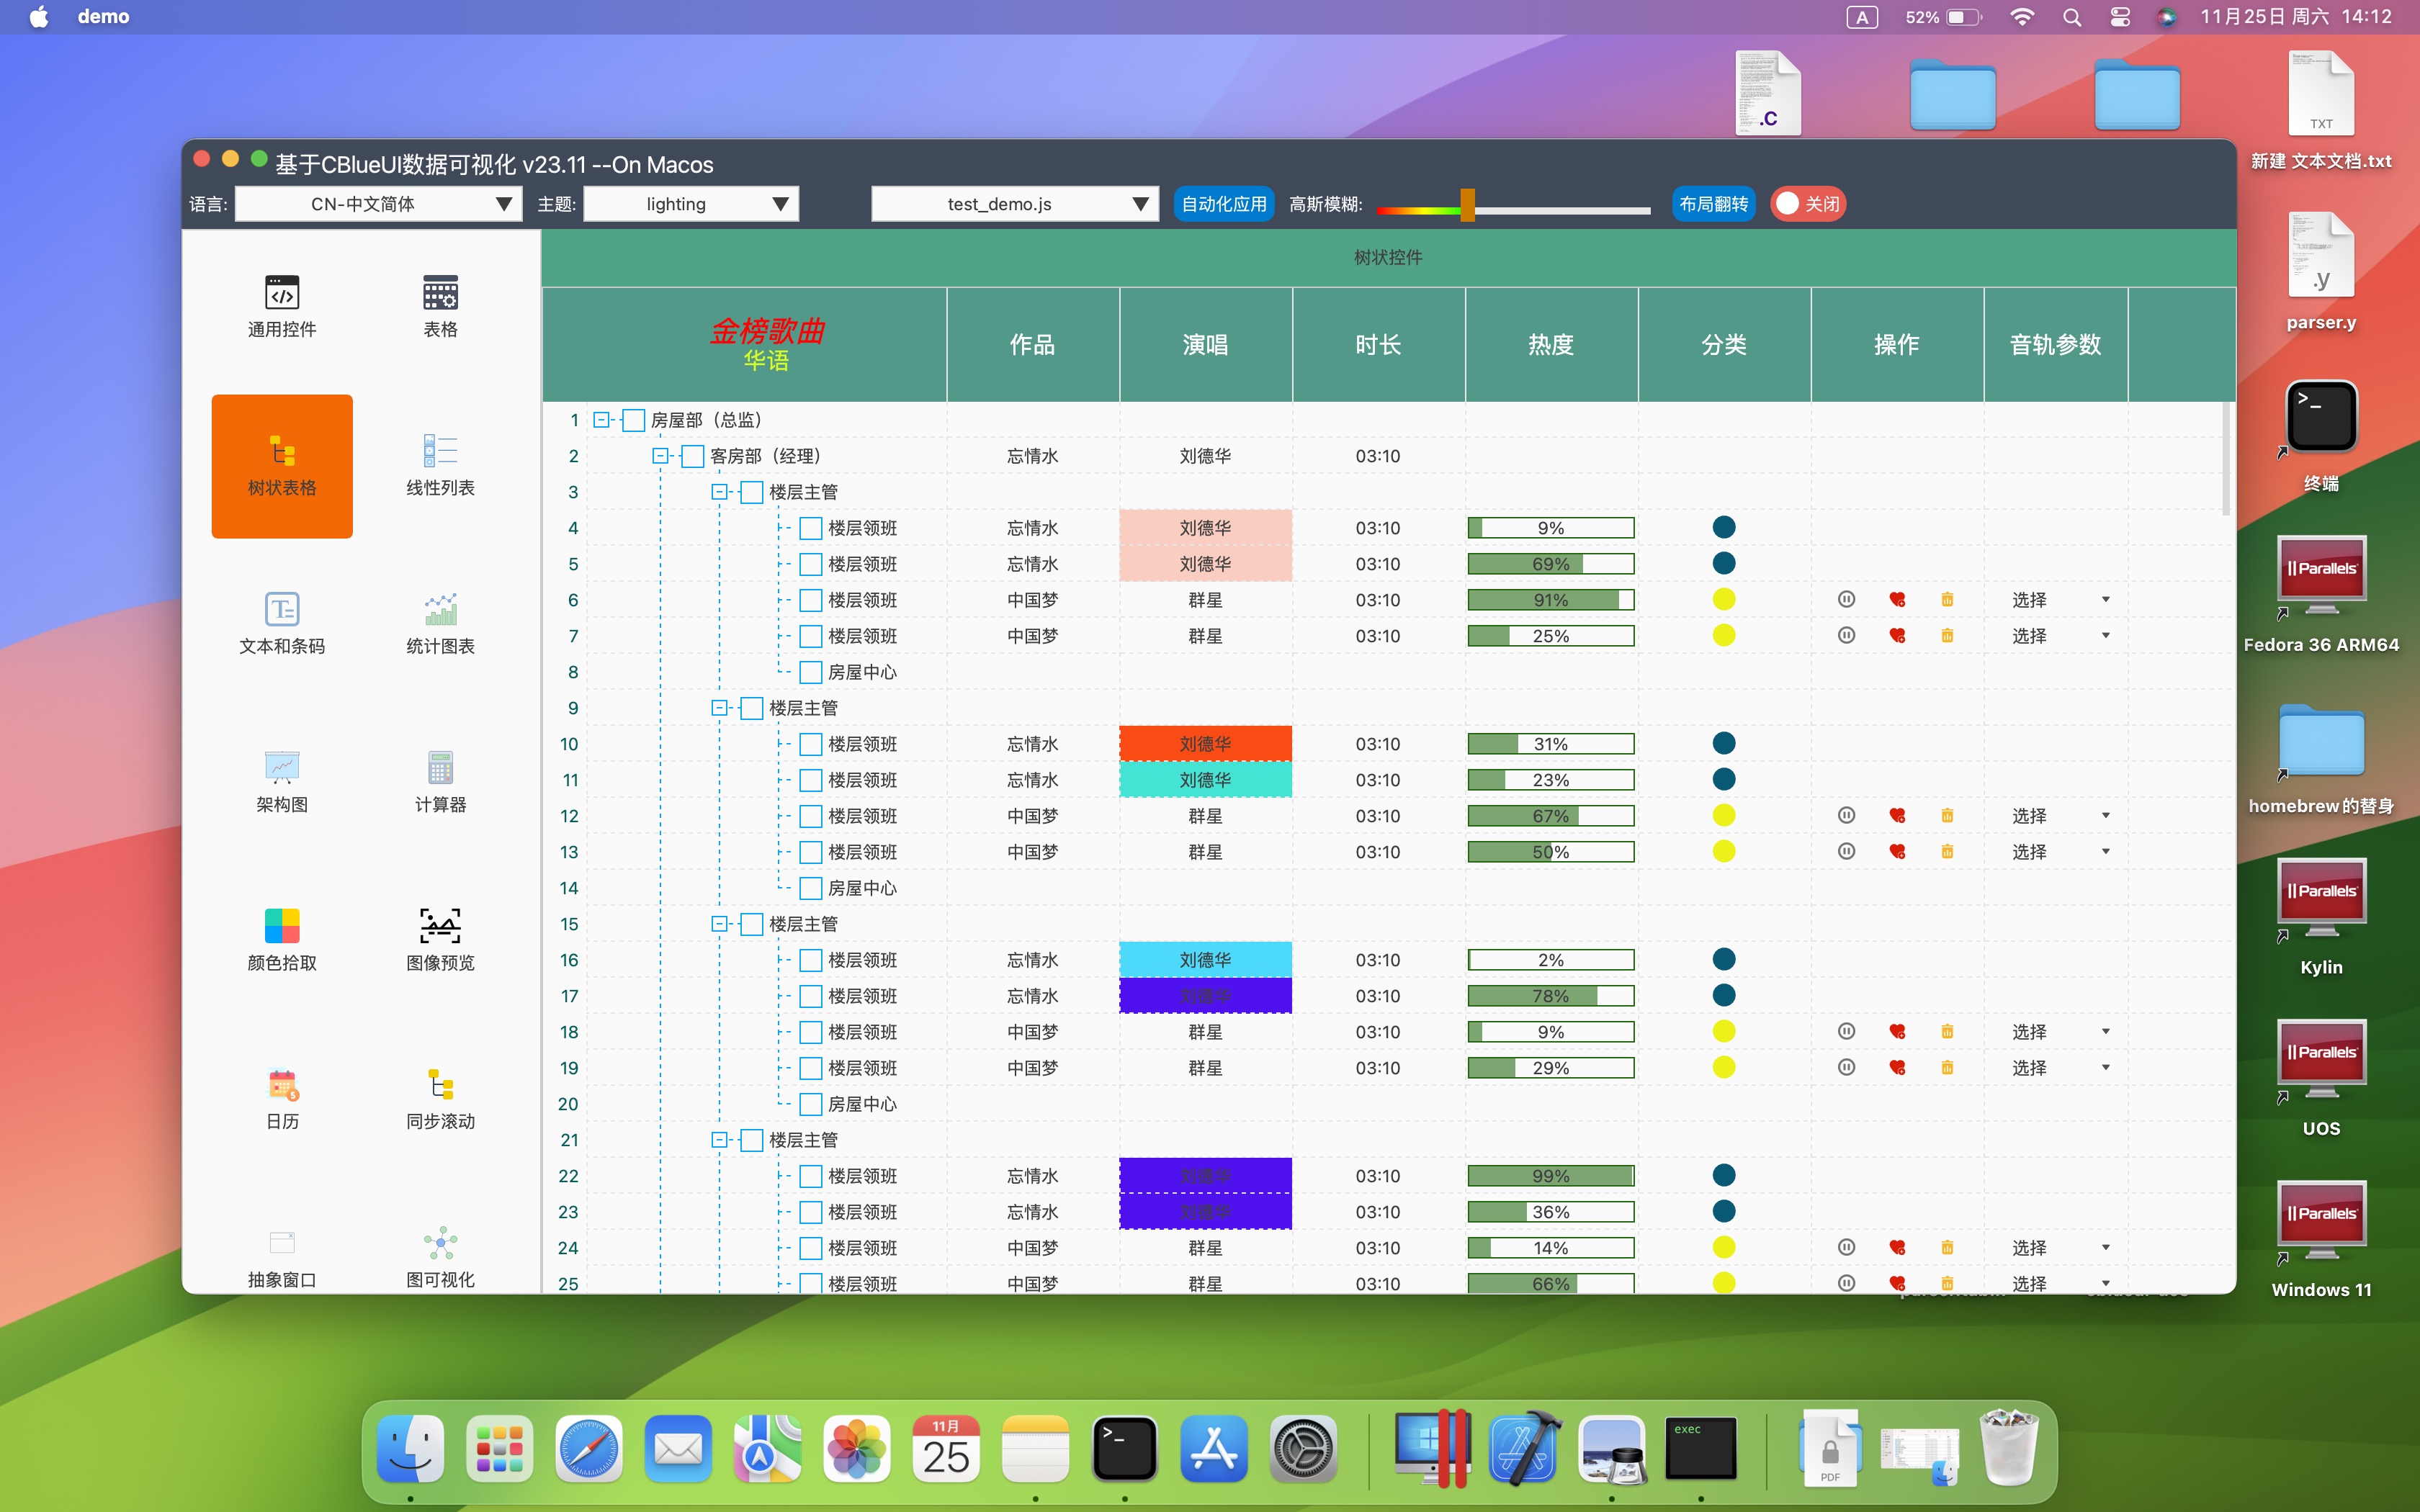 demo
A
52%
11月25日 周六 14:12
.C
TXT
新建 文本文档.txt
基于CBlueUI数据可视化 v23.11 --On Macos
语言: CN-中文简体 主题: lighting test_demo.js 自动化应用 高斯模糊: 布局翻转 关闭
通用控件 表格
树状表格 线性列表
文本和条码 统计图表
架构图 计算器
颜色拾取 图像预览
日历 同步滚动
抽象窗口 图可视化
树状控件
金榜歌曲
华语
作品 演唱 时长 热度 分类 操作 音轨参数
1 房屋部（总监）
2 客房部（经理） 忘情水 刘德华 03:10
3 楼层主管
4 楼层领班 忘情水 刘德华 03:10 9%
5 楼层领班 忘情水 刘德华 03:10 69%
6 楼层领班 中国梦 群星 03:10 91% 选择
7 楼层领班 中国梦 群星 03:10 25% 选择
8 房屋中心
9 楼层主管
10 楼层领班 忘情水 刘德华 03:10 31%
11 楼层领班 忘情水 刘德华 03:10 23%
12 楼层领班 中国梦 群星 03:10 67% 选择
13 楼层领班 中国梦 群星 03:10 50% 选择
14 房屋中心
15 楼层主管
16 楼层领班 忘情水 刘德华 03:10 2%
17 楼层领班 忘情水 刘德华 03:10 78%
18 楼层领班 中国梦 群星 03:10 9% 选择
19 楼层领班 中国梦 群星 03:10 29% 选择
20 房屋中心
21 楼层主管
22 楼层领班 忘情水 刘德华 03:10 99%
23 楼层领班 忘情水 刘德华 03:10 36%
24 楼层领班 中国梦 群星 03:10 14% 选择
25 楼层领班 中国梦 群星 03:10 66% 选择
.y
parser.y
>_
终端
Parallels
Fedora 36 ARM64
homebrew的替身
Parallels
Kylin
Parallels
UOS
Parallels
Windows 11
11月
25
>_
exec
PDF